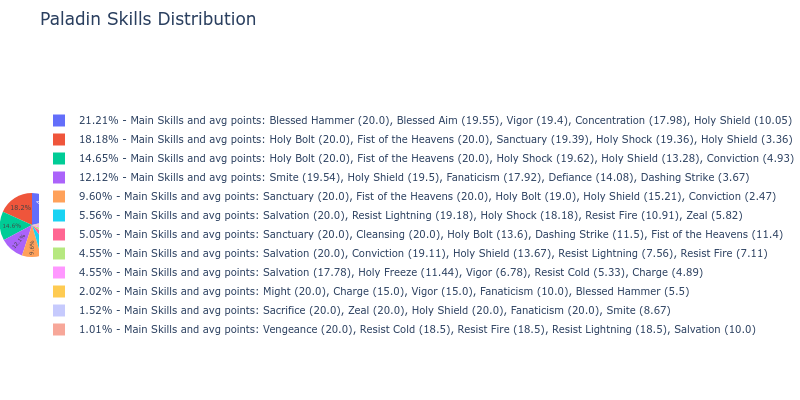 Paladin Skills Distribution
21.21% - Main Skills and avg points: Blessed Hammer (20.0), Blessed Aim (19.55), Vigor (19.4), Concentration (17.98), Holy Shield (10.05)
18.18% - Main Skills and avg points: Holy Bolt (20.0), Fist of the Heavens (20.0), Sanctuary (19.39), Holy Shock (19.36), Holy Shield (3.36)
14.65% - Main Skills and avg points: Holy Bolt (20.0), Fist of the Heavens (20.0), Holy Shock (19.62), Holy Shield (13.28), Conviction (4.93)
12.12% - Main Skills and avg points: Smite (19.54), Holy Shield (19.5), Fanaticism (17.92), Defiance (14.08), Dashing Strike (3.67)
9.60% - Main Skills and avg points: Sanctuary (20.0), Fist of the Heavens (20.0), Holy Bolt (19.0), Holy Shield (15.21), Conviction (2.47)
5.56% - Main Skills and avg points: Salvation (20.0), Resist Lightning (19.18), Holy Shock (18.18), Resist Fire (10.91), Zeal (5.82)
5.05% - Main Skills and avg points: Sanctuary (20.0), Cleansing (20.0), Holy Bolt (13.6), Dashing Strike (11.5), Fist of the Heavens (11.4)
4.55% - Main Skills and avg points: Salvation (20.0), Conviction (19.11), Holy Shield (13.67), Resist Lightning (7.56), Resist Fire (7.11)
4.55% - Main Skills and avg points: Salvation (17.78), Holy Freeze (11.44), Vigor (6.78), Resist Cold (5.33), Charge (4.89)
2.02% - Main Skills and avg points: Might (20.0), Charge (15.0), Vigor (15.0), Fanaticism (10.0), Blessed Hammer (5.5)
1.52% - Main Skills and avg points: Sacrifice (20.0), Zeal (20.0), Holy Shield (20.0), Fanaticism (20.0), Smite (8.67)
1.01% - Main Skills and avg points: Vengeance (20.0), Resist Cold (18.5), Resist Fire (18.5), Resist Lightning (18.5), Salvation (10.0)
18.2%
14.6%
12.1%